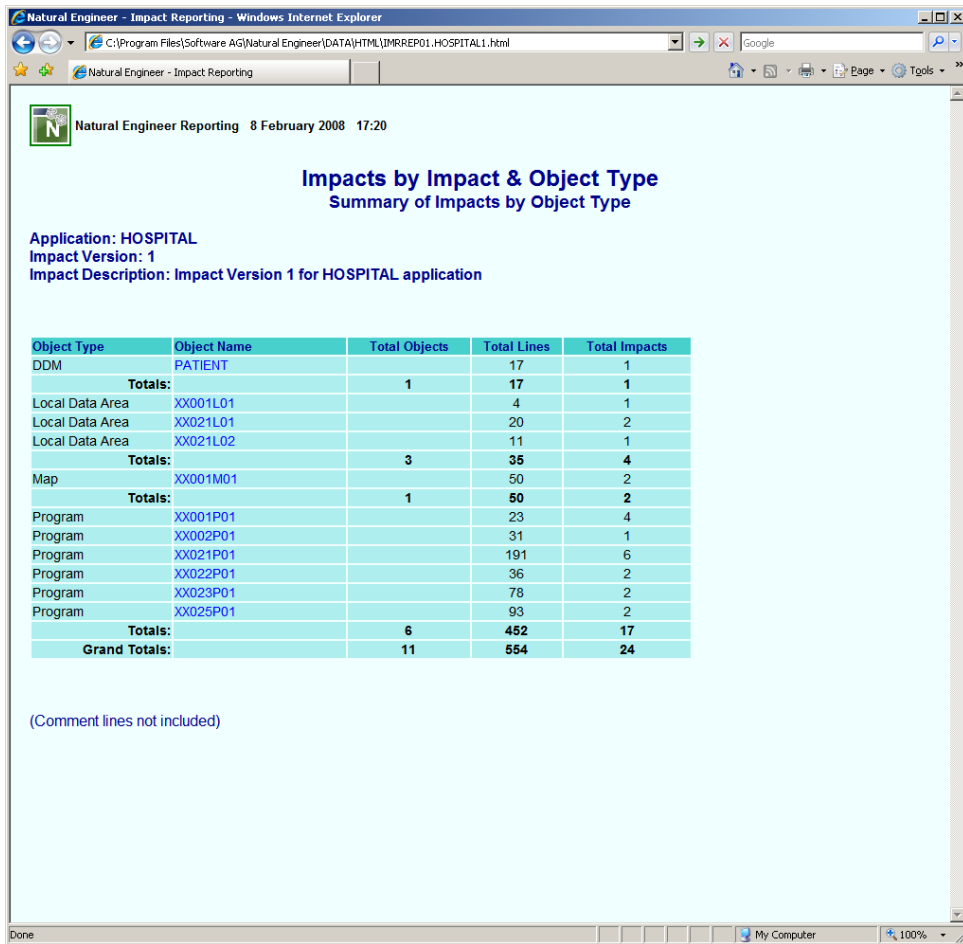 Natural Engineer - Impact Reporting - Windows Internet Explorer
C:\Program Files\Software AG\Natural Engineer\DATA\HTML\IMRREP01.HOSPITAL1.html
Google
Natural Engineer - Impact Reporting
Page
Tools
»
N
Natural Engineer Reporting 8 February 2008 17:20
Impacts by Impact & Object Type
Summary of Impacts by Object Type
Application: HOSPITAL
Impact Version: 1
Impact Description: Impact Version 1 for HOSPITAL application
Object Type Object Name Total Objects Total Lines Total Impacts
DDM PATIENT 17 1
Totals: 1 17 1
Local Data Area XX001L01 4 1
Local Data Area XX021L01 20 2
Local Data Area XX021L02 11 1
Totals: 3 35 4
Map XX001M01 50 2
Totals: 1 50 2
Program XX001P01 23 4
Program XX002P01 31 1
Program XX021P01 191 6
Program XX022P01 36 2
Program XX023P01 78 2
Program XX025P01 93 2
Totals: 6 452 17
Grand Totals: 11 554 24
(Comment lines not included)
Done
My Computer
100%